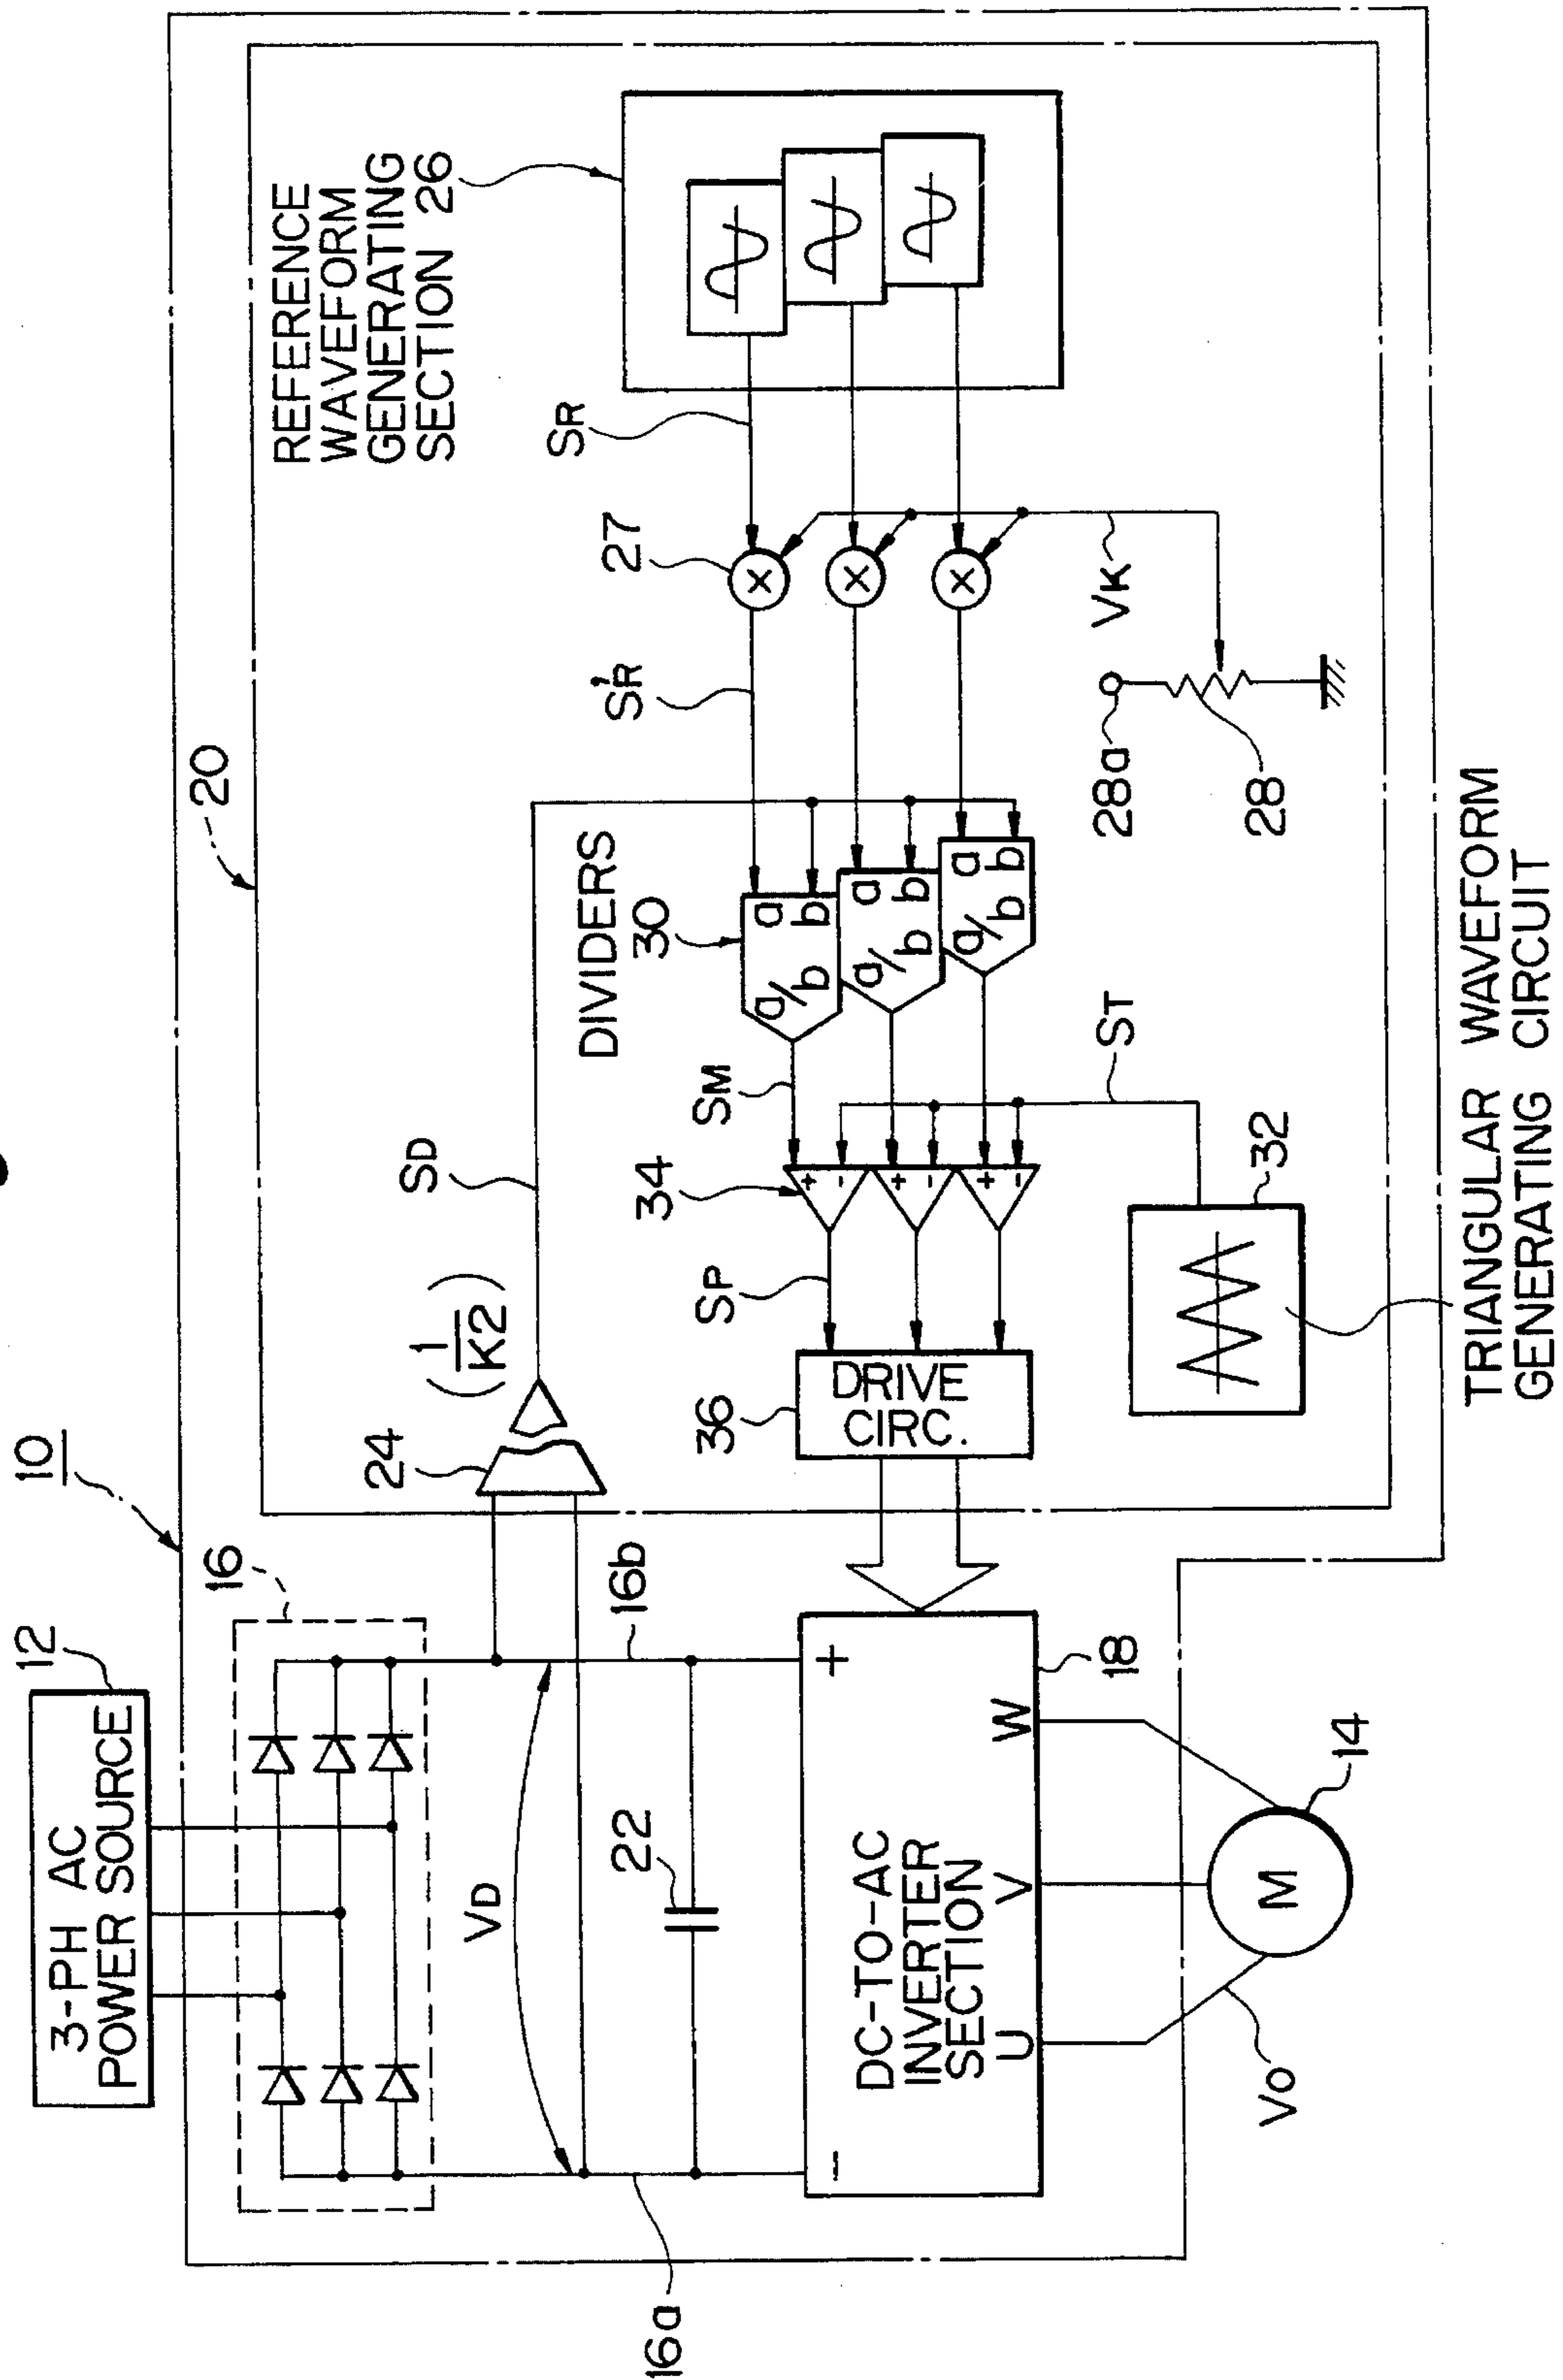 10
12
3-PH AC
POWER SOURCE
16
20
REFERENCE
WAVEFORM
GENERATING
SECTION 26
24
(1/K2)
SD
VD
16b
16a
22
DIVIDERS
30
27
S'R
SR
a
b
a/b
a
b
a/b
a
b
a/b
SM
34
+
-
+
-
+
-
SP
36
DRIVE
CIRC.
X
X
X
VK
28a
28
ST
32
DC-TO-AC
INVERTER
SECTION
-
+
U
V
W
18
M
14
VO
TRIANGULAR WAVEFORM
GENERATING CIRCUIT